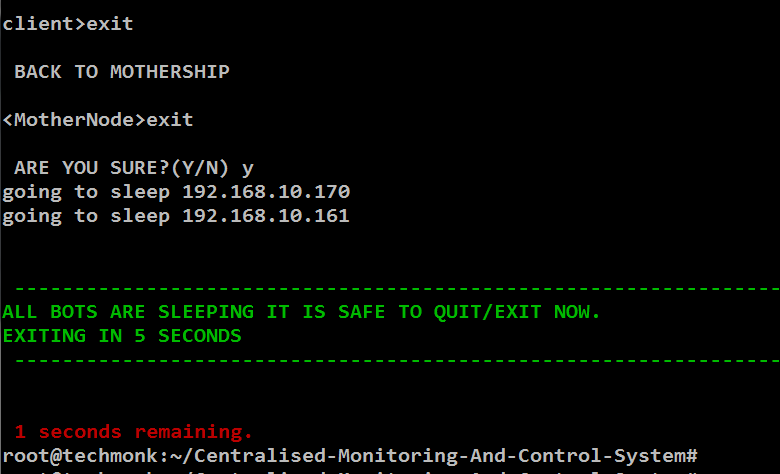 client>exit
BACK TO MOTHERSHIP
<MotherNode>exit
ARE YOU SURE?(Y/N) y
going to sleep 192.168.10.170
going to sleep 192.168.10.161
----------------------------------------------------------------
ALL BOTS ARE SLEEPING IT IS SAFE TO QUIT/EXIT NOW.
EXITING IN 5 SECONDS
----------------------------------------------------------------
1 seconds remaining.
root@techmonk:~/Centralised-Monitoring-And-Control-System#